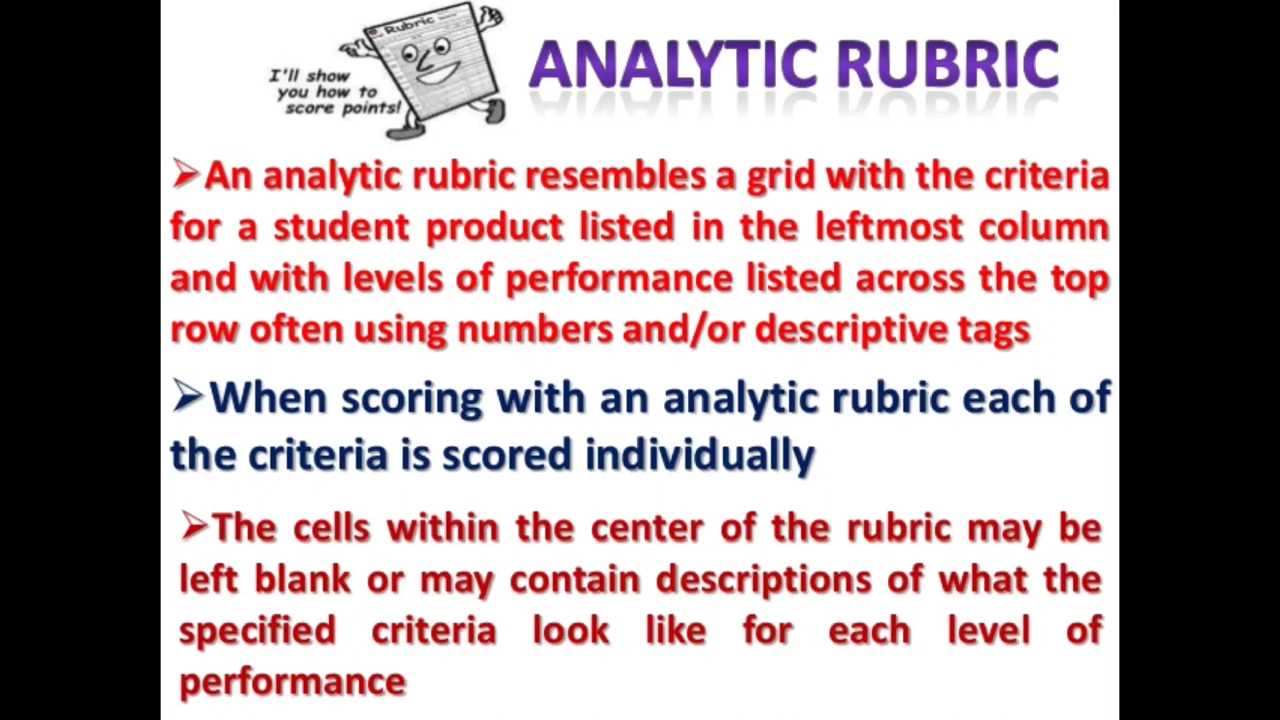 Rubric
I'll show
you how to
score points!
ANALYTIC RUBRIC
➢An analytic rubric resembles a grid with the criteria
for a student product listed in the leftmost column
and with levels of performance listed across the top
row often using numbers and/or descriptive tags
➢When scoring with an analytic rubric each of
the criteria is scored individually
➢The cells within the center of the rubric may be
left blank or may contain descriptions of what the
specified criteria look like for each level of
performance